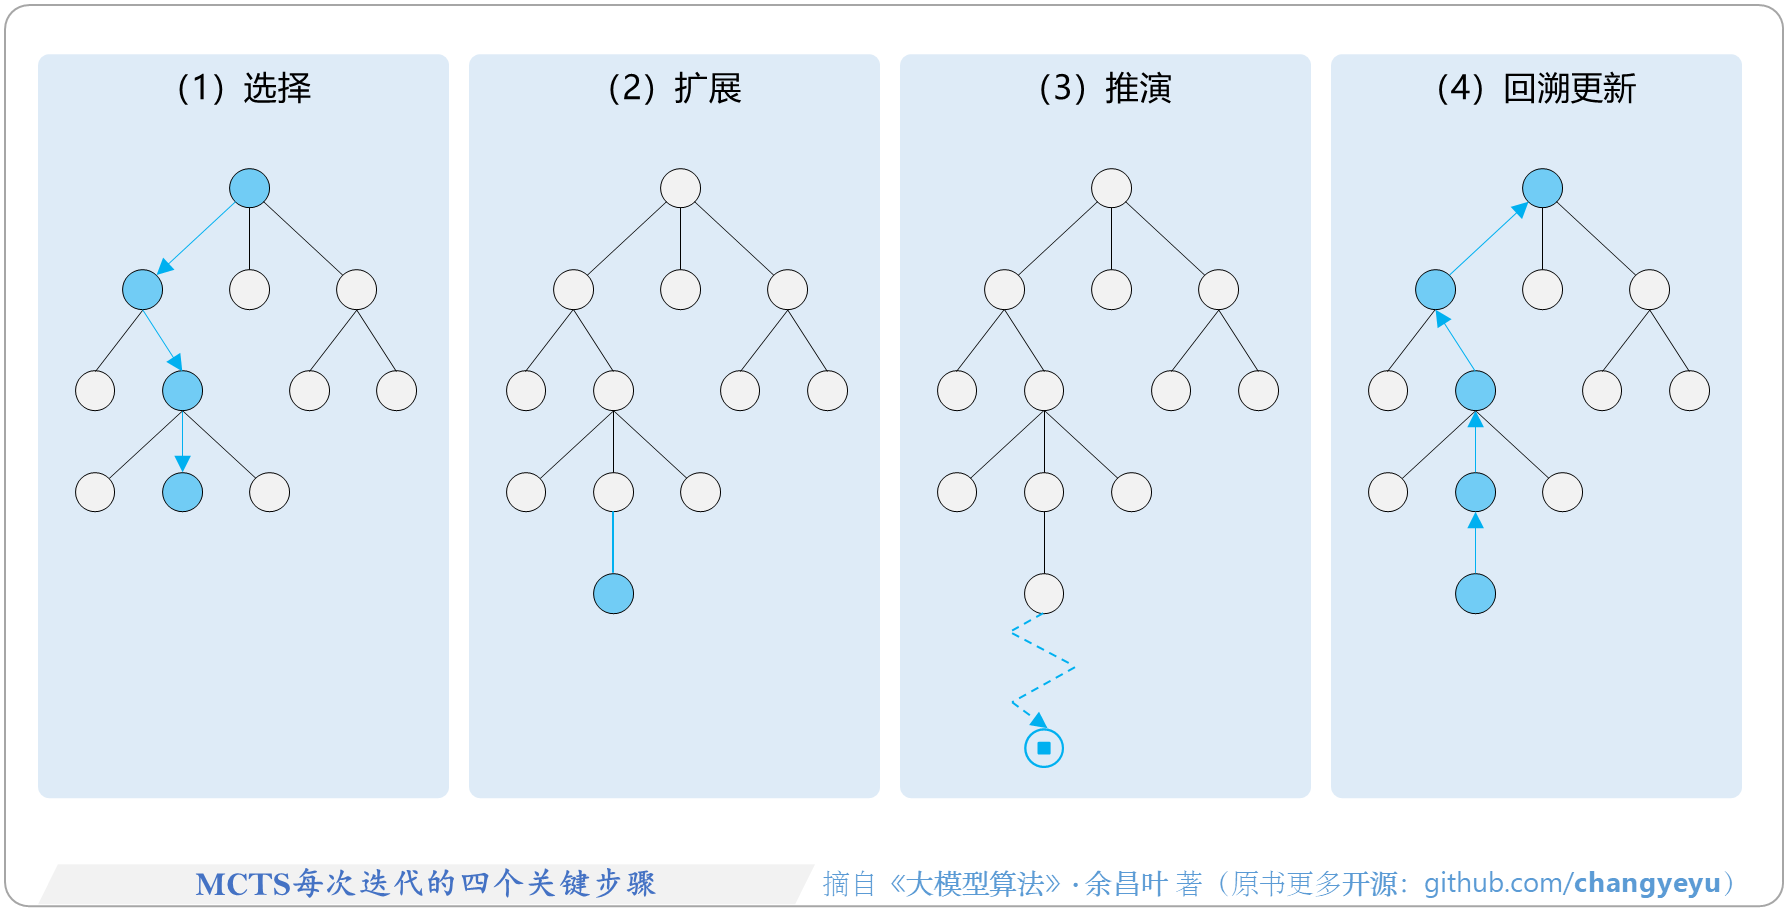 （1）选择
（2）扩展
（3）推演
（4）回溯更新
MCTS每次迭代的四个关键步骤
摘自《大模型算法》·余昌叶 著（原书更多开源：github.com/changyeyu）